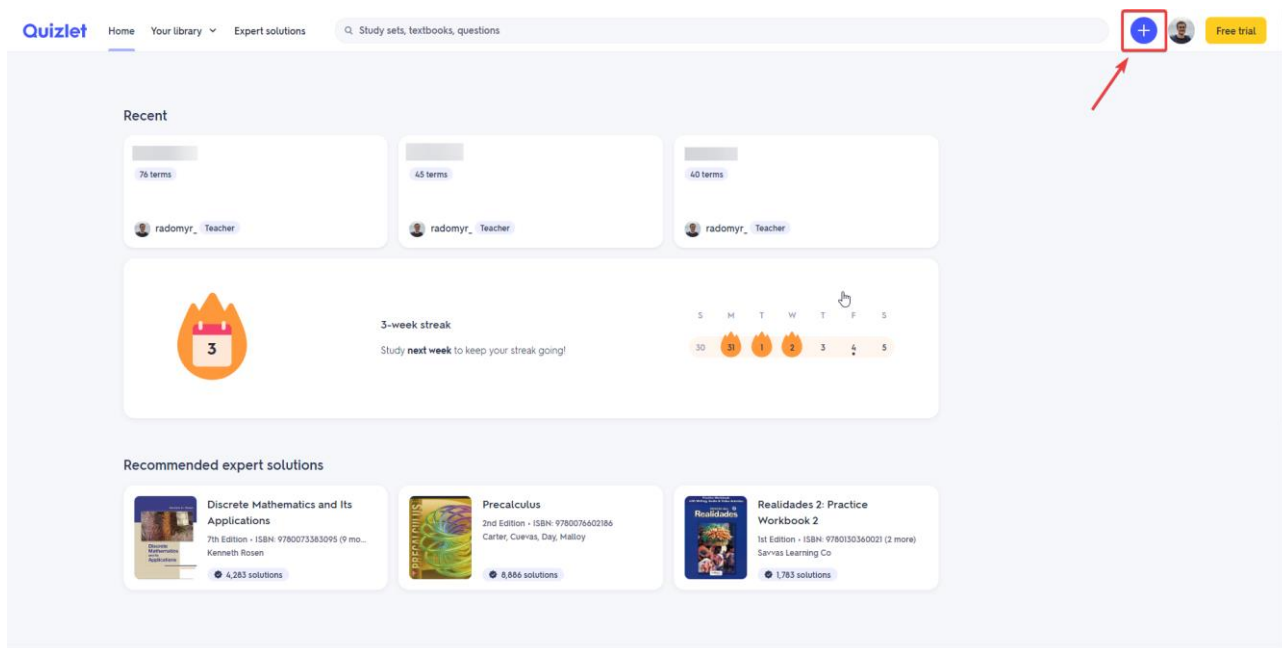 Quizlet
Home Your library Expert solutions
Study sets, textbooks, questions
Free trial
Recent
76 terms
radomyr_ Teacher
45 terms
radomyr_ Teacher
40 terms
radomyr_ Teacher
3
3-week streak
Study next week to keep your streak going!
S M T W T F S
30 31 1 2 3 4 5
Recommended expert solutions
Discrete Mathematics and Its
Applications
7th Edition • ISBN: 9780073383095 (9 mo...
Kenneth Rosen
4,283 solutions
PRECALCULUS
Precalculus
2nd Edition • ISBN: 9780076602186
Carter, Cuevas, Day, Malloy
8,886 solutions
Realidades
Realidades 2: Practice
Workbook 2
1st Edition • ISBN: 9780130360021 (2 more)
Savvas Learning Co
1,783 solutions